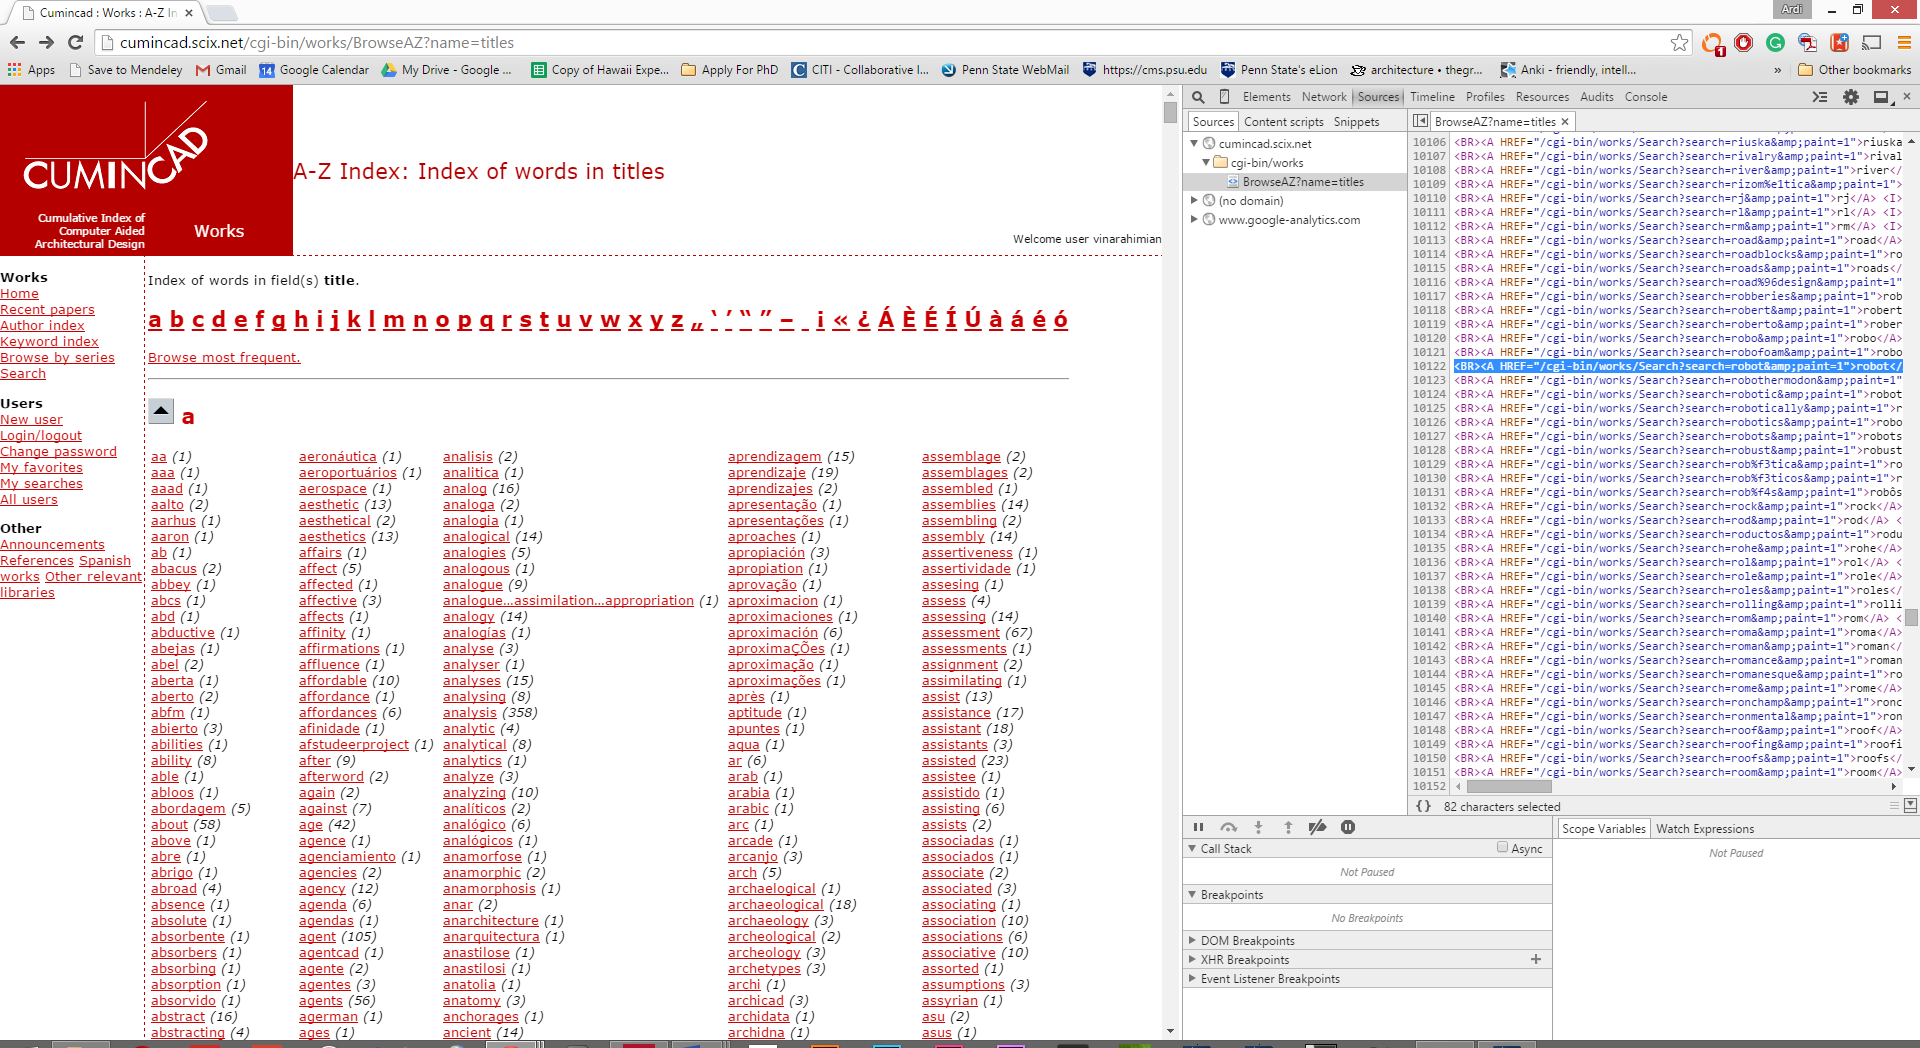 Cumincad : Works : A-Z In
Ardi
cumincad.scix.net/cgi-bin/works/BrowseAZ?name=titles
Apps Save to Mendeley Gmail Google Calendar My Drive - Google ... Copy of Hawaii Expe... Apply For PhD CITI - Collaborative I... Penn State WebMail https://cms.psu.edu Penn State's eLion architecture • thegr... Anki - friendly, intell... » Other bookmarks
CUMINCAD
Cumulative Index of
Computer Aided
Architectural Design
Works
A-Z Index: Index of words in titles
Welcome user vinarahimian
Works
Home
Recent papers
Author index
Keyword index
Browse by series
Search
Users
New user
Login/logout
Change password
My favorites
My searches
All users
Other
Announcements
References Spanish
works Other relevant
libraries
Index of words in field(s) title.
a b c d e f g h i j k l m n o p q r s t u v w x y z „ ‘ ’ “ ” – ¡ « ¿ Á È É Í Ú à á é ó
Browse most frequent.
a
aa (1)
aaa (1)
aaad (1)
aalto (2)
aarhus (1)
aaron (1)
ab (1)
abacus (2)
abbey (1)
abcs (1)
abd (1)
abductive (1)
abejas (1)
abel (2)
aberta (1)
aberto (2)
abfm (1)
abierto (3)
abilities (1)
ability (8)
able (1)
abloos (1)
abordagem (5)
about (58)
above (1)
abre (1)
abrigo (1)
abroad (4)
absence (1)
absolute (1)
absorbente (1)
absorbers (1)
absorbing (1)
absorption (1)
absorvido (1)
abstract (16)
abstracting (4)
aeronáutica (1)
aeroportuários (1)
aerospace (1)
aesthetic (13)
aesthetical (2)
aesthetics (13)
affairs (1)
affect (5)
affected (1)
affective (3)
affects (1)
affinity (1)
affirmations (1)
affluence (1)
affordable (10)
affordance (1)
affordances (6)
afinidade (1)
afstudeerproject (1)
after (9)
afterword (2)
again (2)
against (7)
age (42)
agence (1)
agenciamiento (1)
agencies (2)
agency (12)
agenda (6)
agendas (1)
agent (105)
agentcad (1)
agente (2)
agentes (3)
agents (56)
agerman (1)
ages (1)
analisis (2)
analitica (1)
analog (16)
analoga (2)
analogia (1)
analogical (14)
analogies (5)
analogous (1)
analogue (9)
analogue...assimilation...appropriation (1)
analogy (14)
analogías (1)
analyse (3)
analyser (1)
analyses (15)
analysing (8)
analysis (358)
analytic (4)
analytical (8)
analytics (1)
analyze (3)
analyzing (10)
analíticos (2)
analógico (6)
analógicos (1)
anamorfose (1)
anamorphic (2)
anamorphosis (1)
anar (2)
anarchitecture (1)
anarquitectura (1)
anastilose (1)
anastilosi (1)
anatolia (1)
anatomy (3)
anchorages (1)
ancient (14)
aprendizagem (15)
aprendizaje (19)
aprendizajes (2)
apresentação (1)
apresentações (1)
aproaches (1)
apropiación (3)
apropiation (1)
aprovação (1)
aproximacion (1)
aproximaciones (1)
aproximación (6)
aproximaÇÕes (1)
aproximação (1)
aproximações (1)
après (1)
aptitude (1)
apuntes (1)
aqua (1)
ar (6)
arab (1)
arabia (1)
arabic (1)
arc (1)
arcade (1)
arcanjo (3)
arch (5)
archaelogical (1)
archaeological (18)
archaeology (3)
archeological (2)
archeology (3)
archetypes (3)
archi (1)
archicad (3)
archidata (1)
archidna (1)
assemblage (2)
assemblages (2)
assembled (1)
assemblies (14)
assembling (2)
assembly (14)
assertiveness (1)
assertividade (1)
assesing (1)
assess (4)
assessing (14)
assessment (67)
assessments (1)
assignment (2)
assimilating (1)
assist (13)
assistance (17)
assistant (18)
assistants (3)
assisted (23)
assistee (1)
assistido (1)
assisting (6)
assists (2)
associadas (1)
associados (1)
associate (2)
associated (3)
associating (1)
association (10)
associations (6)
associative (10)
assorted (1)
assumptions (3)
assyrian (1)
asu (2)
asus (1)
Elements Network Sources Timeline Profiles Resources Audits Console
Sources Content scripts Snippets
cumincad.scix.net
cgi-bin/works
BrowseAZ?name=titles
(no domain)
www.google-analytics.com
BrowseAZ?name=titles
10106 <BR><A HREF="/cgi-bin/works/Search?search=riuska&amp;paint=1">riuska
10107 <BR><A HREF="/cgi-bin/works/Search?search=rivalry&amp;paint=1">rival
10108 <BR><A HREF="/cgi-bin/works/Search?search=river&amp;paint=1">river</
10109 <BR><A HREF="/cgi-bin/works/Search?search=rizom%e1tica&amp;paint=1">
10110 <BR><A HREF="/cgi-bin/works/Search?search=rj&amp;paint=1">rj</A> <I>
10111 <BR><A HREF="/cgi-bin/works/Search?search=rl&amp;paint=1">rl</A> <I>
10112 <BR><A HREF="/cgi-bin/works/Search?search=rm&amp;paint=1">rm</A> <I>
10113 <BR><A HREF="/cgi-bin/works/Search?search=road&amp;paint=1">road</A>
10114 <BR><A HREF="/cgi-bin/works/Search?search=roadblocks&amp;paint=1">ro
10115 <BR><A HREF="/cgi-bin/works/Search?search=roads&amp;paint=1">roads</
10116 <BR><A HREF="/cgi-bin/works/Search?search=road%96design&amp;paint=1"
10117 <BR><A HREF="/cgi-bin/works/Search?search=robberies&amp;paint=1">rob
10118 <BR><A HREF="/cgi-bin/works/Search?search=robert&amp;paint=1">robert
10119 <BR><A HREF="/cgi-bin/works/Search?search=roberto&amp;paint=1">rober
10120 <BR><A HREF="/cgi-bin/works/Search?search=robo&amp;paint=1">robo</A>
10121 <BR><A HREF="/cgi-bin/works/Search?search=robofoam&amp;paint=1">robo
10122 <BR><A HREF="/cgi-bin/works/Search?search=robot&amp;paint=1">robot</
10123 <BR><A HREF="/cgi-bin/works/Search?search=robothermodon&amp;paint=1"
10124 <BR><A HREF="/cgi-bin/works/Search?search=robotic&amp;paint=1">robot
10125 <BR><A HREF="/cgi-bin/works/Search?search=robotically&amp;paint=1">r
10126 <BR><A HREF="/cgi-bin/works/Search?search=robotics&amp;paint=1">robo
10127 <BR><A HREF="/cgi-bin/works/Search?search=robots&amp;paint=1">robots
10128 <BR><A HREF="/cgi-bin/works/Search?search=robust&amp;paint=1">robust
10129 <BR><A HREF="/cgi-bin/works/Search?search=rob%f3tica&amp;paint=1">ro
10130 <BR><A HREF="/cgi-bin/works/Search?search=rob%f3ticos&amp;paint=1">r
10131 <BR><A HREF="/cgi-bin/works/Search?search=rob%f4s&amp;paint=1">robôs
10132 <BR><A HREF="/cgi-bin/works/Search?search=rock&amp;paint=1">rock</A>
10133 <BR><A HREF="/cgi-bin/works/Search?search=rod&amp;paint=1">rod</A> <
10134 <BR><A HREF="/cgi-bin/works/Search?search=roductos&amp;paint=1">rodu
10135 <BR><A HREF="/cgi-bin/works/Search?search=rohe&amp;paint=1">rohe</A>
10136 <BR><A HREF="/cgi-bin/works/Search?search=rol&amp;paint=1">rol</A> <
10137 <BR><A HREF="/cgi-bin/works/Search?search=role&amp;paint=1">role</A>
10138 <BR><A HREF="/cgi-bin/works/Search?search=roles&amp;paint=1">roles</
10139 <BR><A HREF="/cgi-bin/works/Search?search=rolling&amp;paint=1">rolli
10140 <BR><A HREF="/cgi-bin/works/Search?search=rom&amp;paint=1">rom</A> <
10141 <BR><A HREF="/cgi-bin/works/Search?search=roma&amp;paint=1">roma</A>
10142 <BR><A HREF="/cgi-bin/works/Search?search=roman&amp;paint=1">roman</
10143 <BR><A HREF="/cgi-bin/works/Search?search=romance&amp;paint=1">roman
10144 <BR><A HREF="/cgi-bin/works/Search?search=romanesque&amp;paint=1">ro
10145 <BR><A HREF="/cgi-bin/works/Search?search=rome&amp;paint=1">rome</A>
10146 <BR><A HREF="/cgi-bin/works/Search?search=ronchamp&amp;paint=1">ronc
10147 <BR><A HREF="/cgi-bin/works/Search?search=ronmental&amp;paint=1">ron
10148 <BR><A HREF="/cgi-bin/works/Search?search=roof&amp;paint=1">roof</A>
10149 <BR><A HREF="/cgi-bin/works/Search?search=roofing&amp;paint=1">roofi
10150 <BR><A HREF="/cgi-bin/works/Search?search=roofs&amp;paint=1">roofs</
10151 <BR><A HREF="/cgi-bin/works/Search?search=room&amp;paint=1">room</A>
10152
{} 82 characters selected
Call Stack Async
Not Paused
Breakpoints
No Breakpoints
DOM Breakpoints
XHR Breakpoints
Event Listener Breakpoints
Scope Variables Watch Expressions
Not Paused